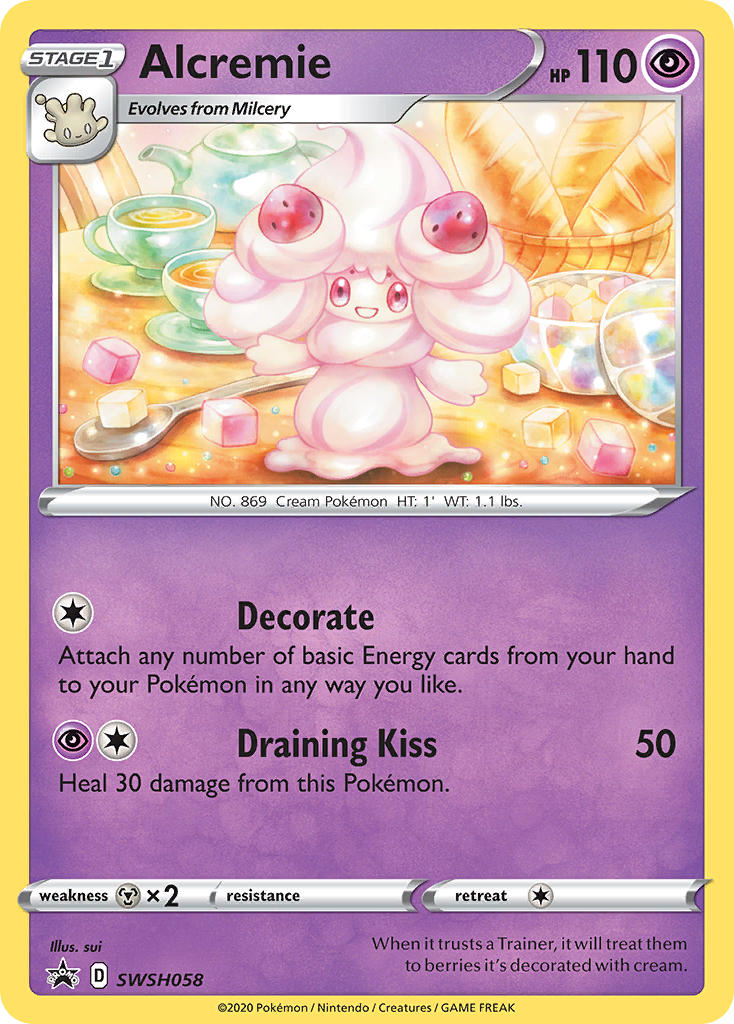 STAGE 1
Alcremie
HP 110
Evolves from Milcery
NO. 869 Cream Pokémon HT: 1' WT: 1.1 lbs.
Decorate
Attach any number of basic Energy cards from your hand
to your Pokémon in any way you like.
Draining Kiss 50
Heal 30 damage from this Pokémon.
weakness ×2 resistance retreat
Illus. sui
When it trusts a Trainer, it will treat them
to berries it's decorated with cream.
PROMO D SWSH058
©2020 Pokémon / Nintendo / Creatures / GAME FREAK